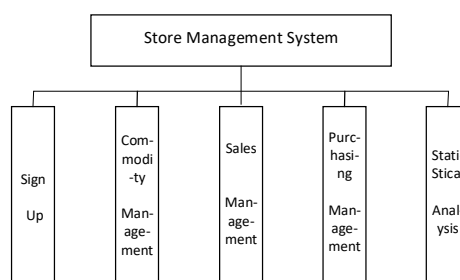 Store Management System
Sign
Up
Com-
modi
-ty
Man-
age-
ment
Sales
Man-
age-
ment
Purc-
hasi-
ng
Man-
age-
ment
Stati
Stica
Anal-
ysis